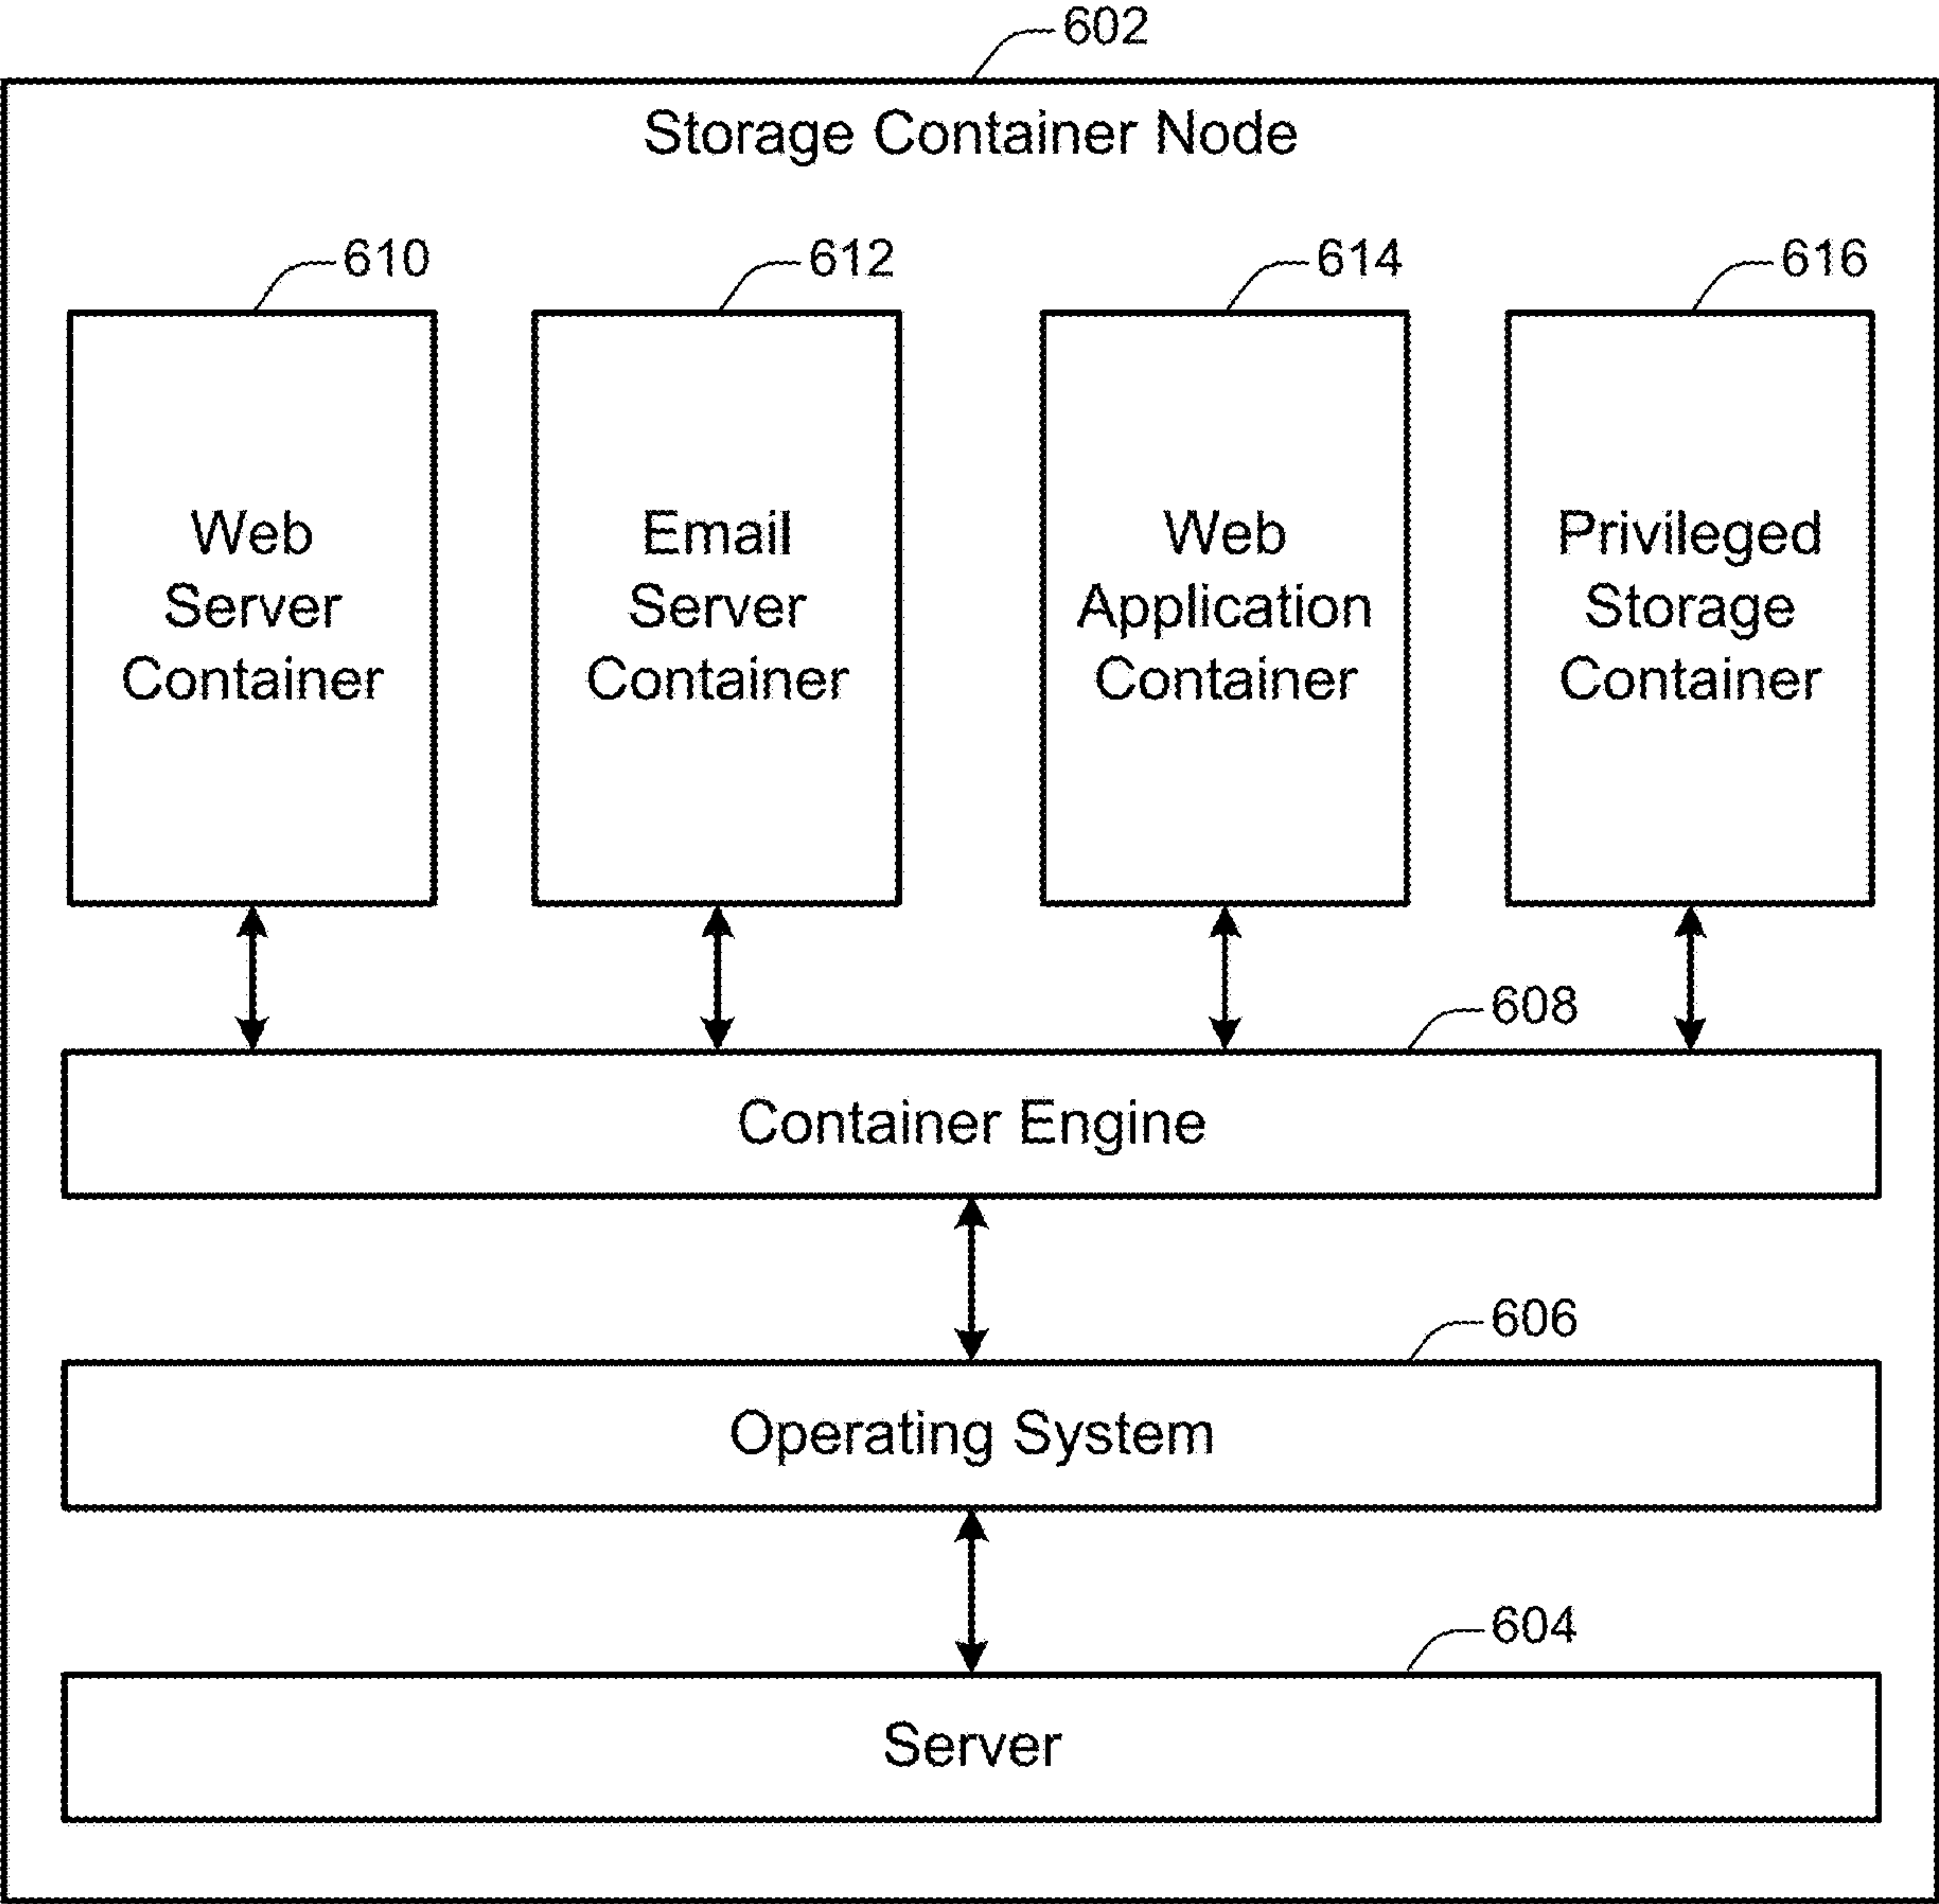 602
Storage Container Node
610
612
614
616
Web
Server
Container
Email
Server
Container
Web
Application
Container
Privileged
Storage
Container
608
Container Engine
606
Operating System
604
Server